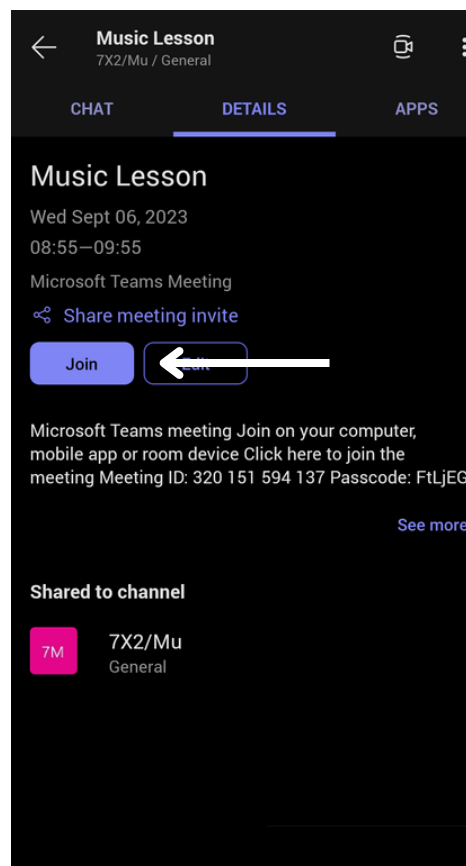 Music Lesson
7X2/Mu / General
CHAT DETAILS APPS
Music Lesson
Wed Sept 06, 2023
08:55—09:55
Microsoft Teams Meeting
Share meeting invite
Join Edit
Microsoft Teams meeting Join on your computer,
mobile app or room device Click here to join the
meeting Meeting ID: 320 151 594 137 Passcode: FtLjEG
See more
Shared to channel
7M 7X2/Mu
General